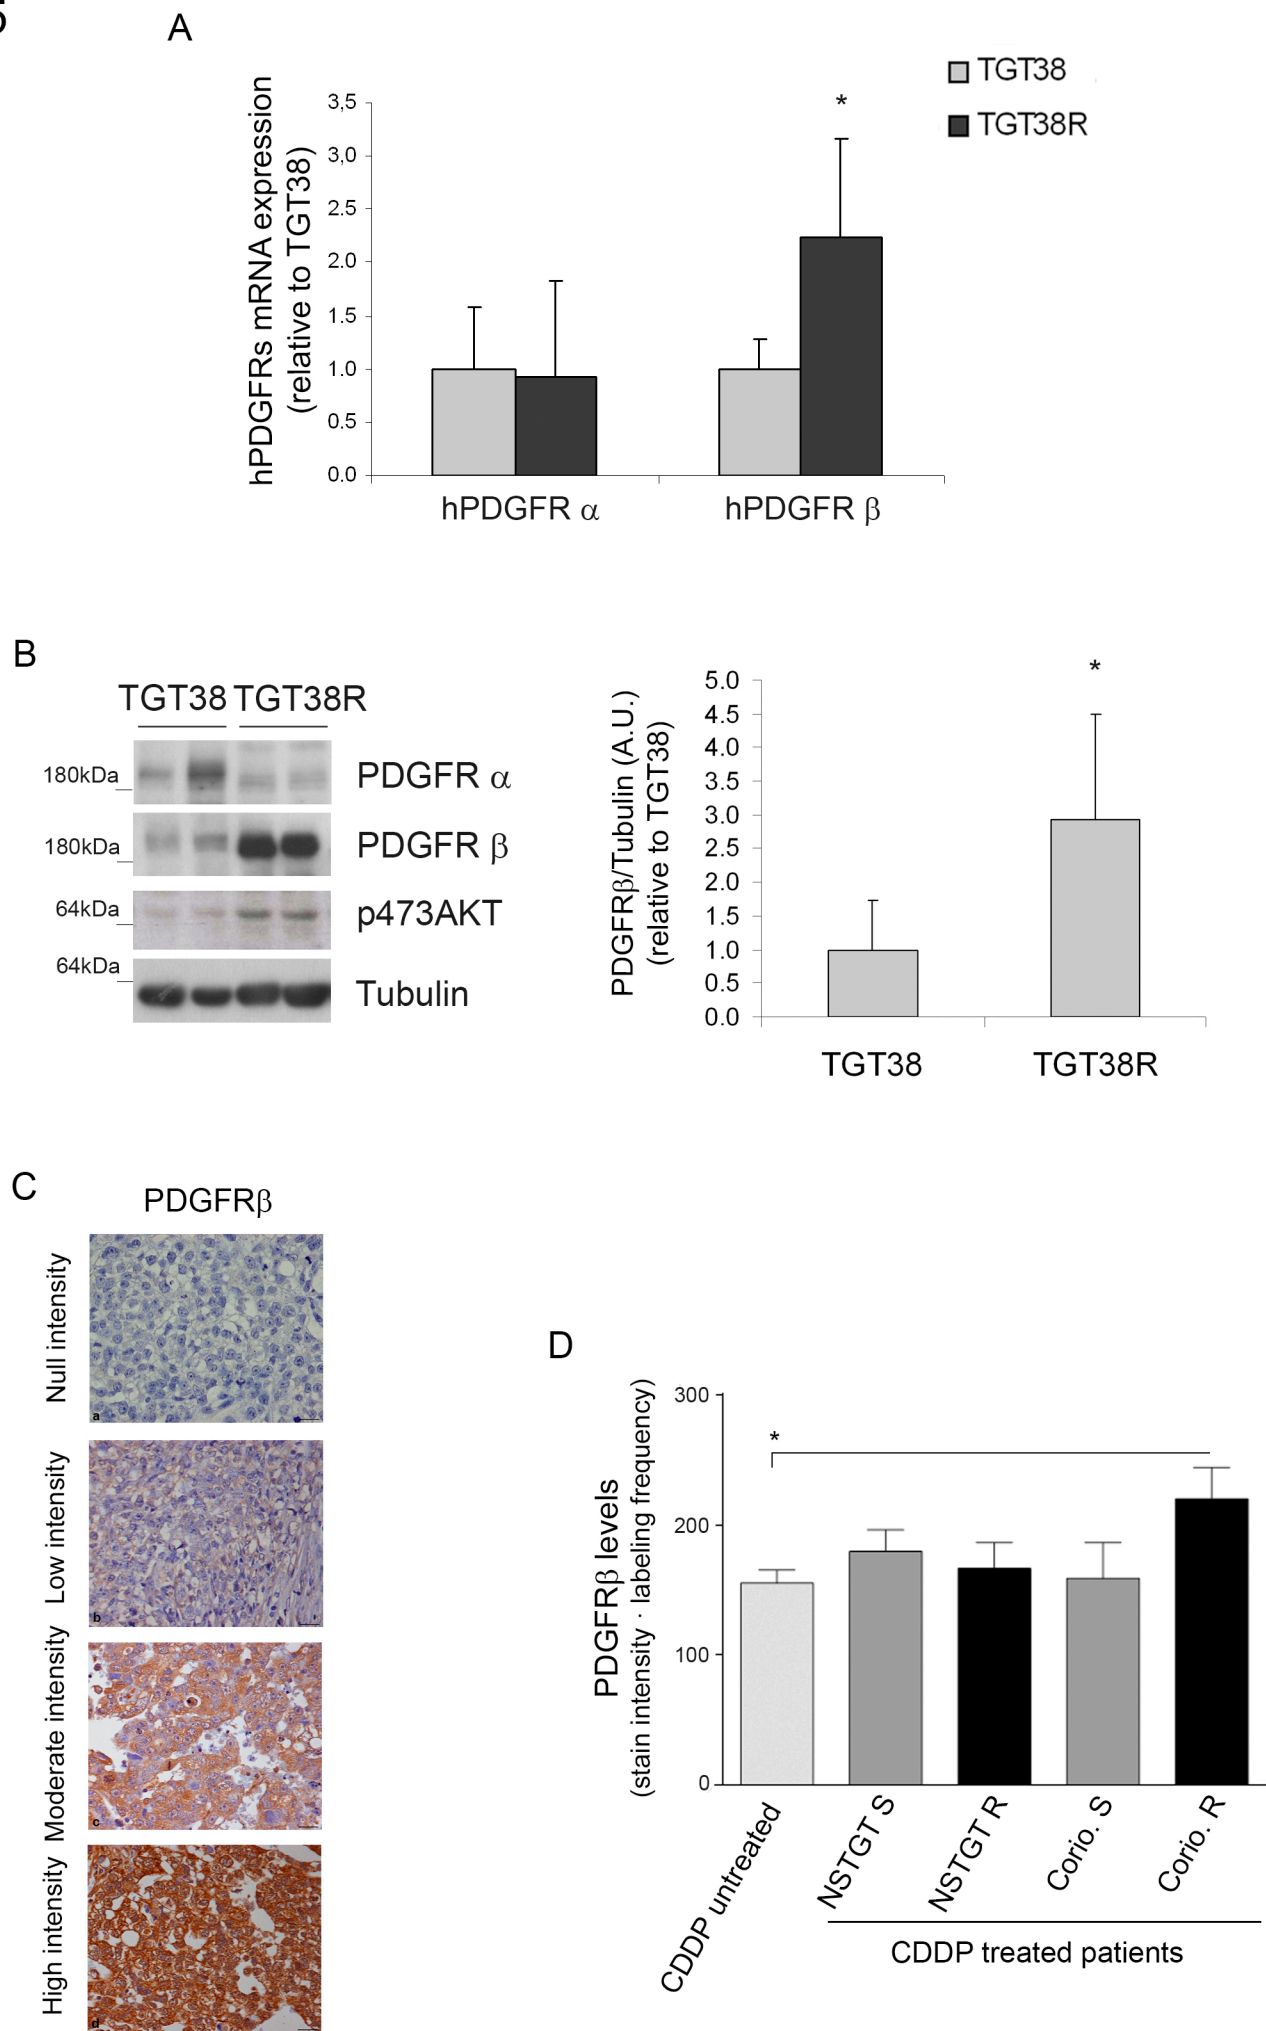 5
A
TGT38
TGT38R
hPDGFRs mRNA expression
(relative to TGT38)
3,5
3,0
2.5
2.0
1.5
1.0
0.5
0.0
*
hPDGFR α
hPDGFR β
B
TGT38 TGT38R
180kDa
PDGFR α
180kDa
PDGFR β
64kDa
p473AKT
64kDa
Tubulin
PDGFRβ/Tubulin (A.U.)
(relative to TGT38)
5.0
4.5
4.0
3.5
3.0
2.5
2.0
1.5
1.0
0.5
0.0
*
TGT38
TGT38R
C
PDGFRβ
Null intensity
a
Low intensity
b
Moderate intensity
c
High intensity
d
D
PDGFRβ levels
(stain intensity · labeling frequency)
300
200
100
0
*
CDDP untreated
NSTGT S
NSTGT R
Corio. S
Corio. R
CDDP treated patients